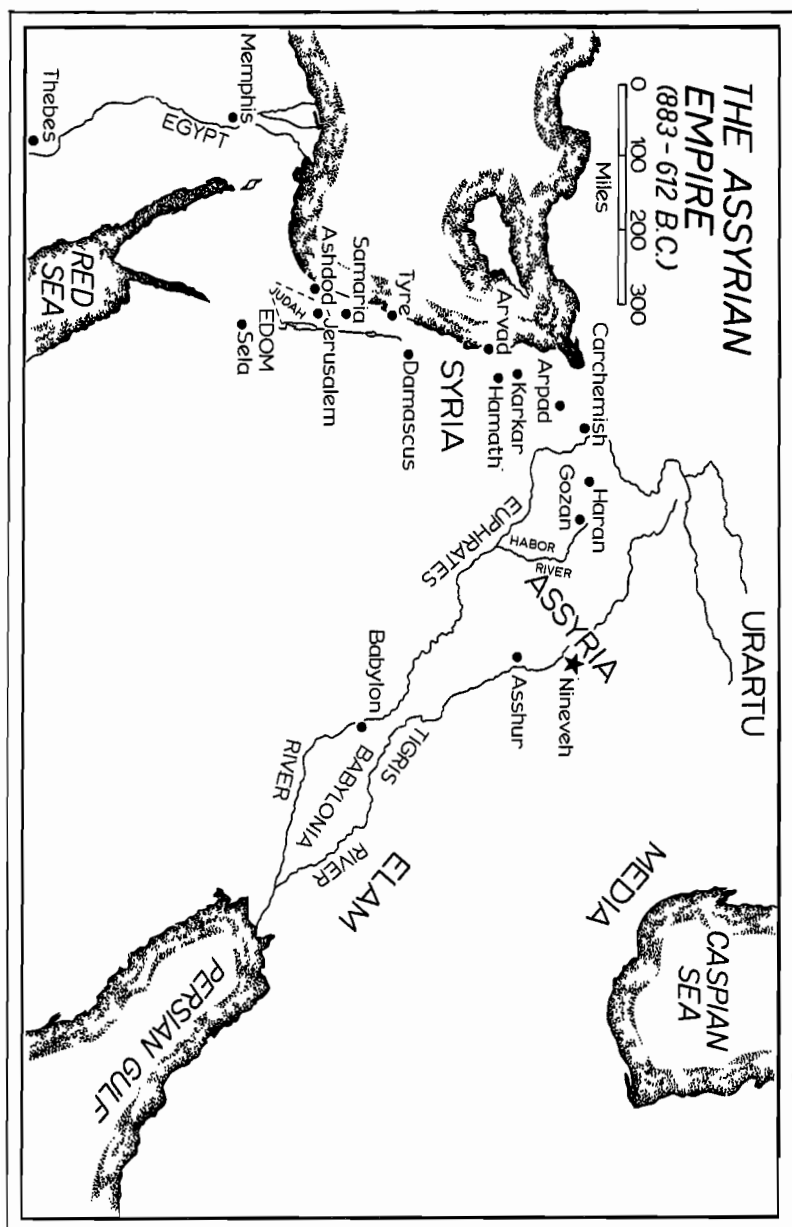 THE ASSYRIAN
EMPIRE
(883 - 612 B.C.)
0 100 200 300
Miles
URARTU
CASPIAN
SEA
MEDIA
Carchemish
Haran
Gozan
Arpad
Karkar
Hamath
Arvad
HABOR
RIVER
ASSYRIA
Nineveh
Asshur
EUPHRATES
SYRIA
TIGRIS
ELAM
Tyre
Damascus
Babylon
BABYLONIA
RIVER
RIVER
Samaria
Ashdod
Jerusalem
JUDAH
EDOM
Sela
PERSIAN GULF
Memphis
EGYPT
Thebes
RED
SEA